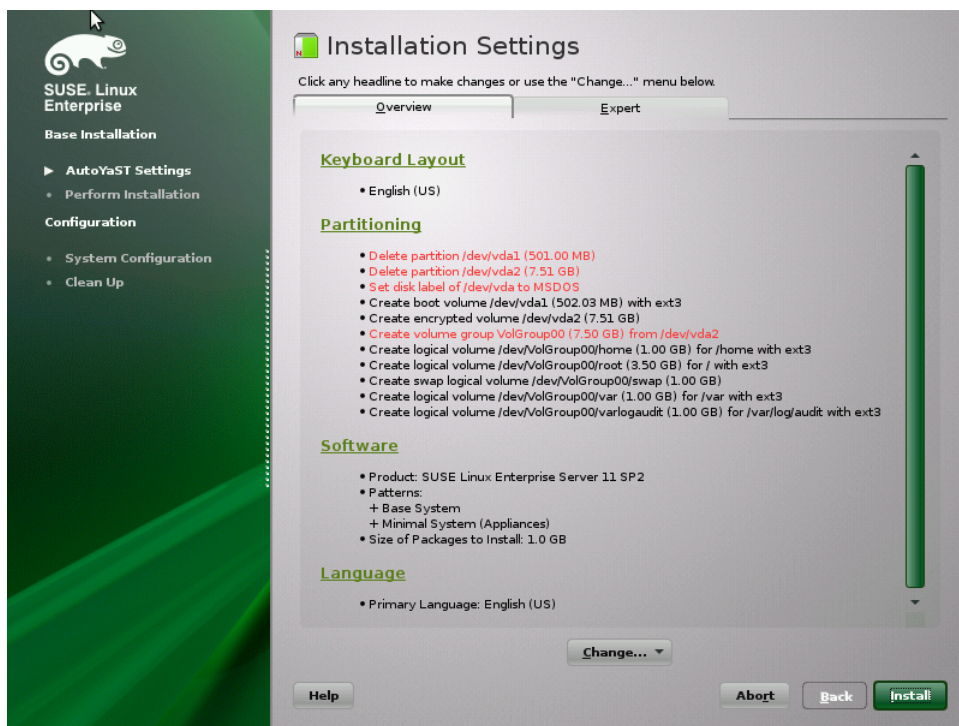 SUSE. Linux
Enterprise
Base Installation
AutoYaST Settings
Perform Installation
Configuration
System Configuration
Clean Up
N
Installation Settings
Click any headline to make changes or use the "Change..." menu below.
Overview Expert
Keyboard Layout
• English (US)
Partitioning
• Delete partition /dev/vda1 (501.00 MB)
• Delete partition /dev/vda2 (7.51 GB)
• Set disk label of /dev/vda to MSDOS
• Create boot volume /dev/vda1 (502.03 MB) with ext3
• Create encrypted volume /dev/vda2 (7.51 GB)
• Create volume group VolGroup00 (7.50 GB) from /dev/vda2
• Create logical volume /dev/VolGroup00/home (1.00 GB) for /home with ext3
• Create logical volume /dev/VolGroup00/root (3.50 GB) for / with ext3
• Create swap logical volume /dev/VolGroup00/swap (1.00 GB)
• Create logical volume /dev/VolGroup00/var (1.00 GB) for /var with ext3
• Create logical volume /dev/VolGroup00/varlogaudit (1.00 GB) for /var/log/audit with ext3
Software
• Product: SUSE Linux Enterprise Server 11 SP2
• Patterns:
+ Base System
+ Minimal System (Appliances)
• Size of Packages to Install: 1.0 GB
Language
• Primary Language: English (US)
Change...
Help Abort Back Install